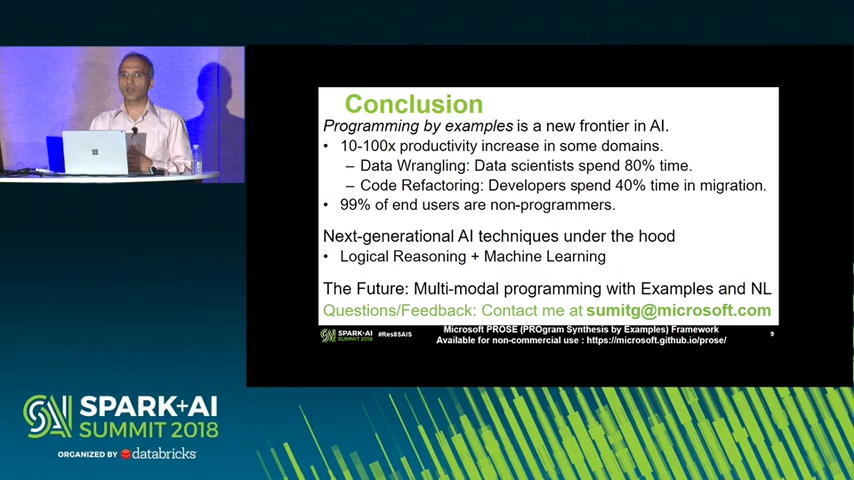 Conclusion
Programming by examples is a new frontier in AI.
• 10-100x productivity increase in some domains.
– Data Wrangling: Data scientists spend 80% time.
– Code Refactoring: Developers spend 40% time in migration.
• 99% of end users are non-programmers.
Next-generational AI techniques under the hood
• Logical Reasoning + Machine Learning
The Future: Multi-modal programming with Examples and NL
Questions/Feedback: Contact me at sumitg@microsoft.com
SPARK+AI
SUMMIT 2018
#Res8SAIS
Microsoft PROSE (PROgram Synthesis by Examples) Framework
Available for non-commercial use : https://microsoft.github.io/prose/
9
SPARK+AI
SUMMIT 2018
ORGANIZED BY databricks